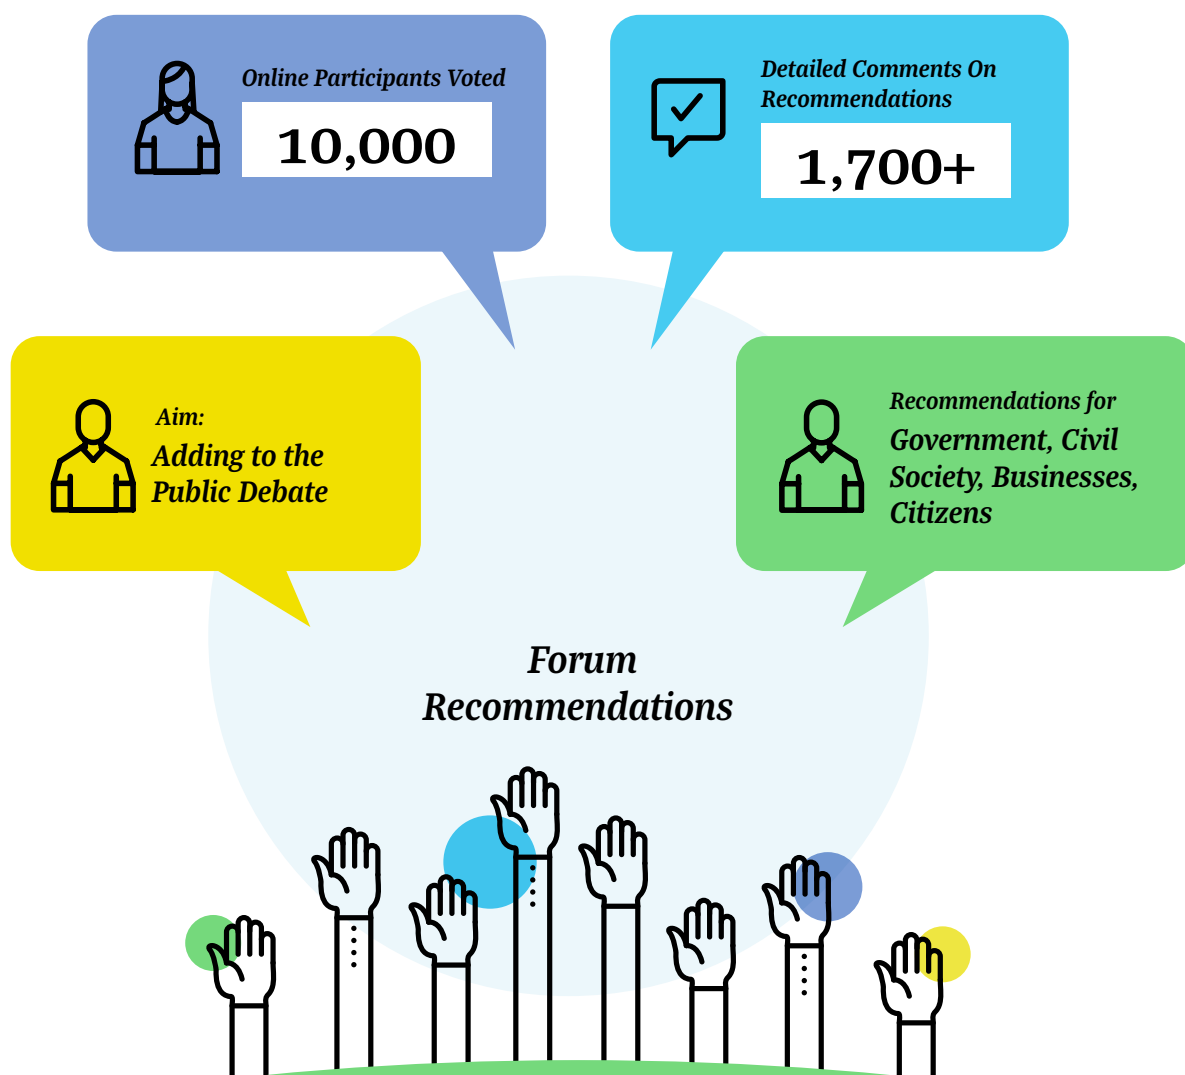 Online Participants Voted
10,000
Detailed Comments On
Recommendations
1,700+
Aim:
Adding to the
Public Debate
Recommendations for
Government, Civil
Society, Businesses,
Citizens
Forum
Recommendations